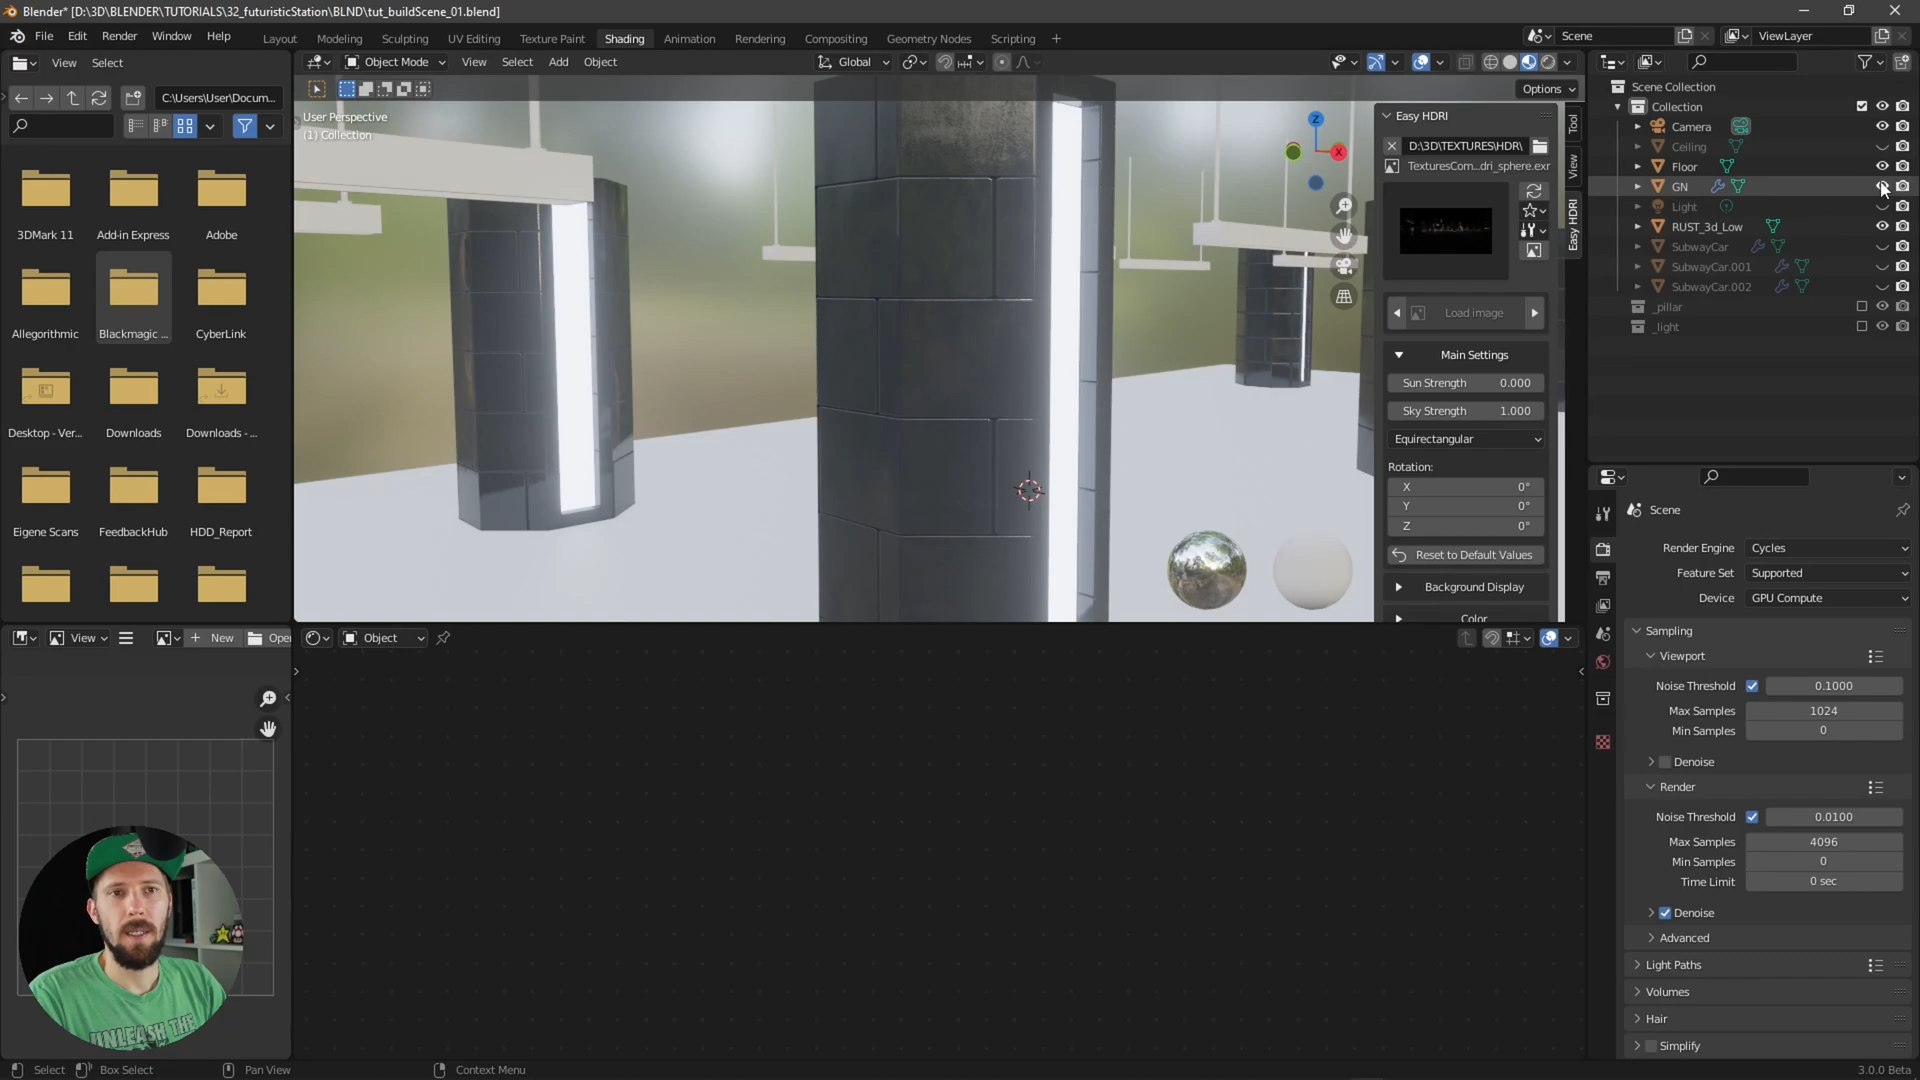 Blender* [D:\3D\BLENDER\TUTORIALS\32_futuristicStation\BLND\tut_buildScene_01.blend]
File Edit Render Window Help
Layout Modeling Sculpting UV Editing Texture Paint Shading Animation Rendering Compositing Geometry Nodes Scripting +
Scene
ViewLayer
View Select
C:\Users\User\Docum...
3DMark 11
Add-in Express
Adobe
Allegorithmic
Blackmagic ...
CyberLink
Desktop - Ver...
Downloads
Downloads - ...
Eigene Scans
FeedbackHub
HDD_Report
Object Mode View Select Add Object
Global
Options
User Perspective
(1) Collection
Z
X
Easy HDRI
D:\3D\TEXTURES\HDR\
TexturesCom...dri_sphere.exr
Load image
Main Settings
Sun Strength 0.000
Sky Strength 1.000
Equirectangular
Rotation:
X 0°
Y 0°
Z 0°
Reset to Default Values
Background Display
Color
Tool
View
Easy HDRI
Scene Collection
Collection
Camera
Ceiling
Floor
GN
Light
RUST_3d_Low
SubwayCar
SubwayCar.001
SubwayCar.002
_pillar
_light
Scene
Render Engine Cycles
Feature Set Supported
Device GPU Compute
Sampling
Viewport
Noise Threshold 0.1000
Max Samples 1024
Min Samples 0
Denoise
Render
Noise Threshold 0.0100
Max Samples 4096
Min Samples 0
Time Limit 0 sec
Denoise
Advanced
Light Paths
Volumes
Hair
Simplify
View
New
Open
Object
UNLEASH THE
Select Box Select Pan View Context Menu
3.0.0 Beta